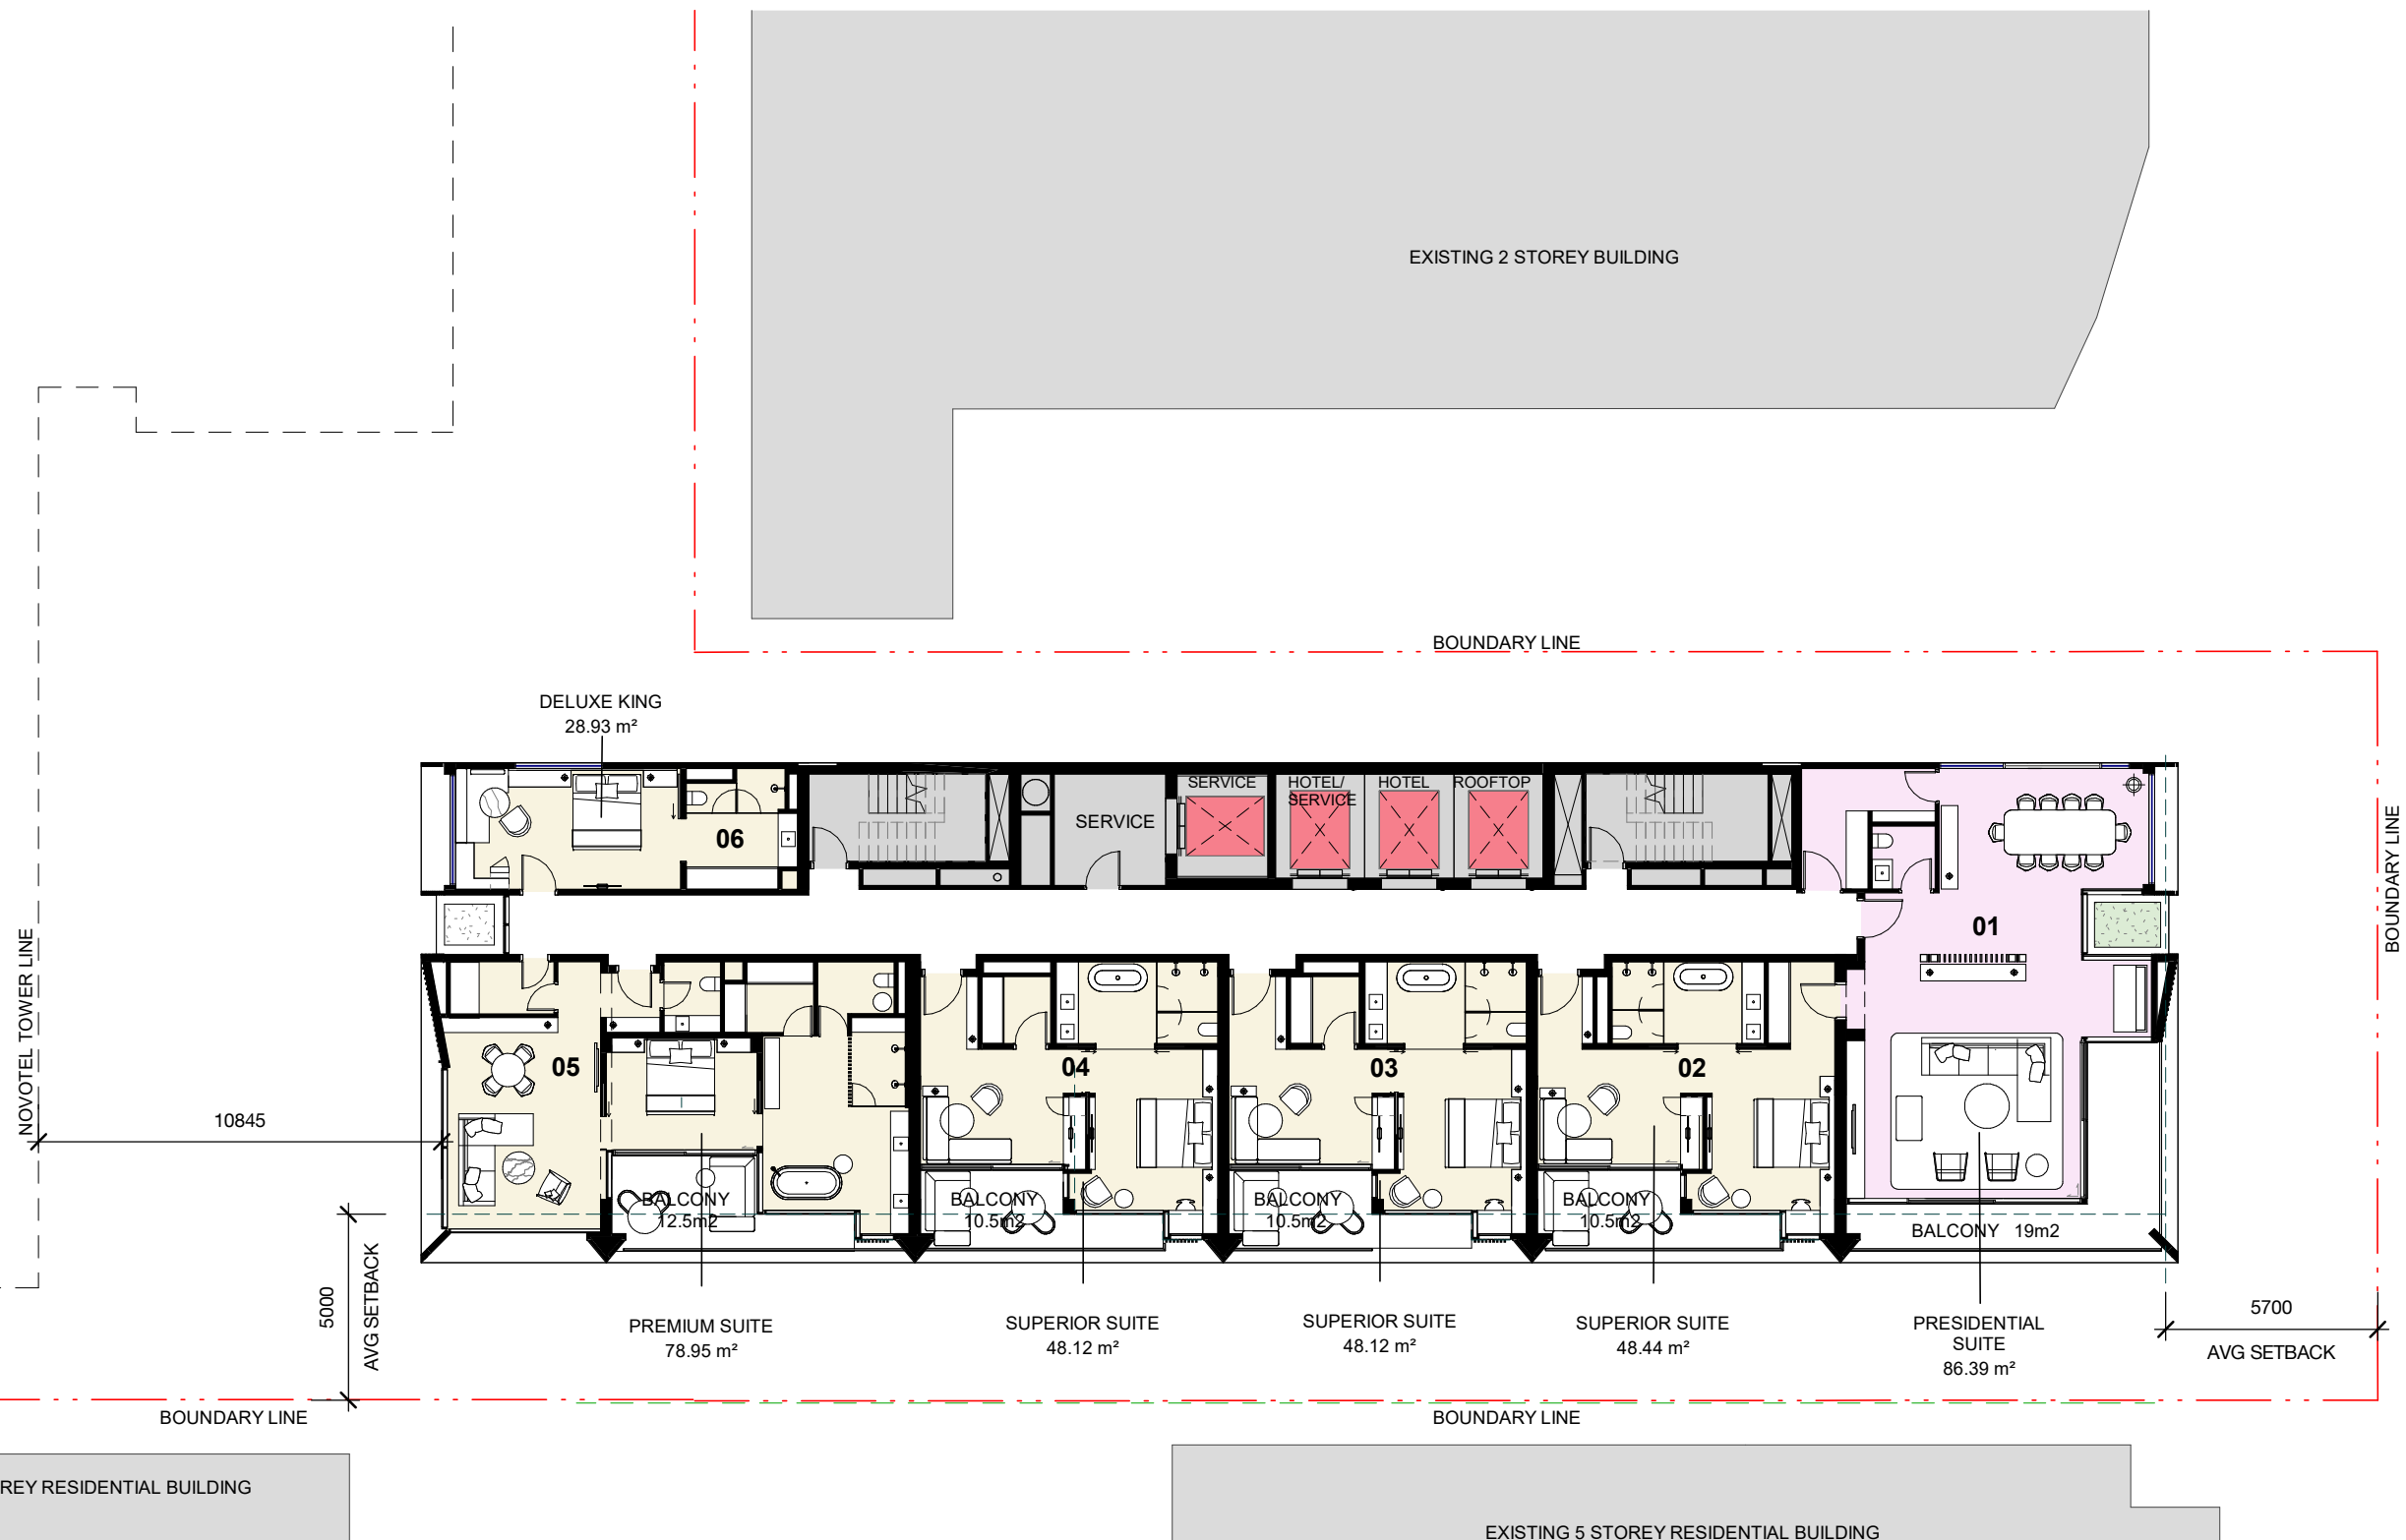 EXISTING 2 STOREY BUILDING
BOUNDARY LINE
DELUXE KING
28.93 m²
SERVICE
HOTEL/
SERVICE
HOTEL
ROOFTOP
SERVICE
06
01
BOUNDARY LINE
NOVOTEL TOWER LINE
10845
05
04
03
02
BALCONY
12.5m2
BALCONY
10.5m2
BALCONY
10.5m2
BALCONY
10.5m2
BALCONY 19m2
5000
AVG SETBACK
PREMIUM SUITE
78.95 m²
SUPERIOR SUITE
48.12 m²
SUPERIOR SUITE
48.12 m²
SUPERIOR SUITE
48.44 m²
PRESIDENTIAL
SUITE
86.39 m²
5700
AVG SETBACK
BOUNDARY LINE
BOUNDARY LINE
REY RESIDENTIAL BUILDING
EXISTING 5 STOREY RESIDENTIAL BUILDING